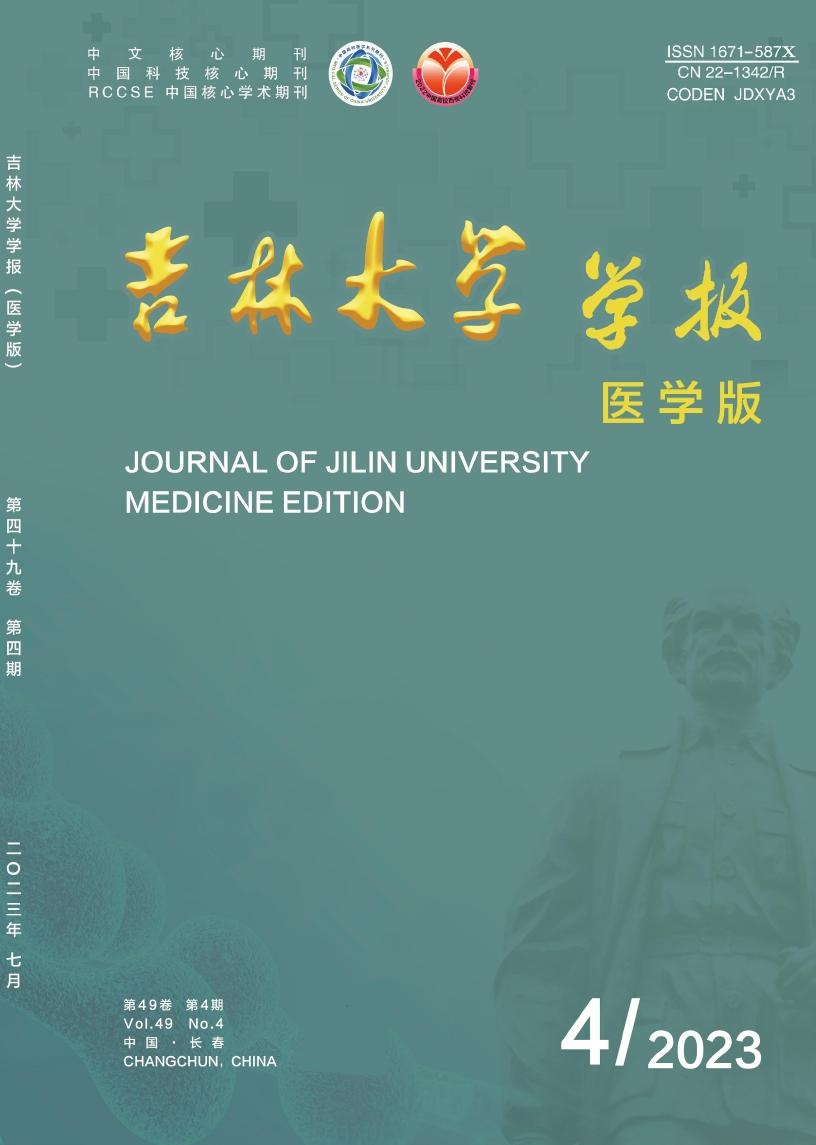 中文核心期刊
中国科技核心期刊
RCCSE 中国核心学术期刊
ISSN 1671-587X
CN 22-1342/R
CODEN JDXYA3
吉林大学 学报
医学版
JOURNAL OF JILIN UNIVERSITY
MEDICINE EDITION
吉林大学学报(医学版)
第四十九卷 第四期
二〇二三年 七月
第49卷 第4期
Vol.49 No.4
中国·长春
CHANGCHUN, CHINA
4/2023